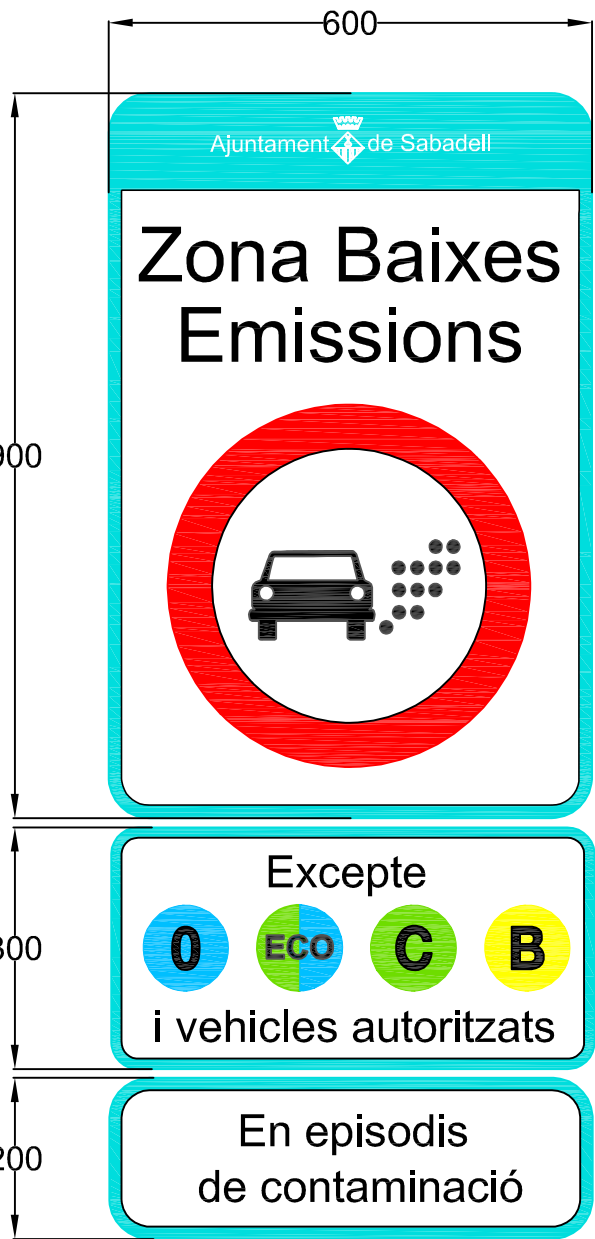 600
Ajuntament de Sabadell
Zona Baixes
Emissions
900
Excepte
0 ECO C B
300
i vehicles autoritzats
En episodis
200
de contaminació